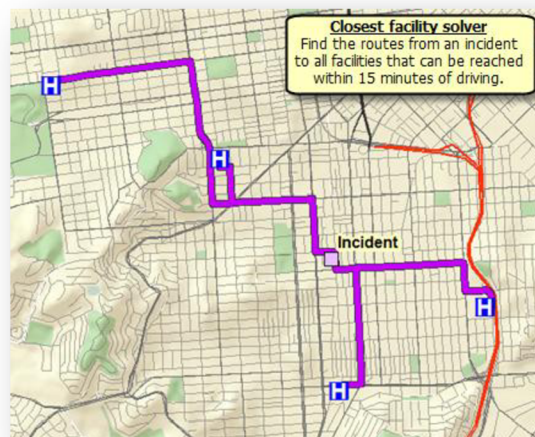 Closest facility solver
Find the routes from an incident
to all facilities that can be reached
within 15 minutes of driving.
H
H
Incident
H
H